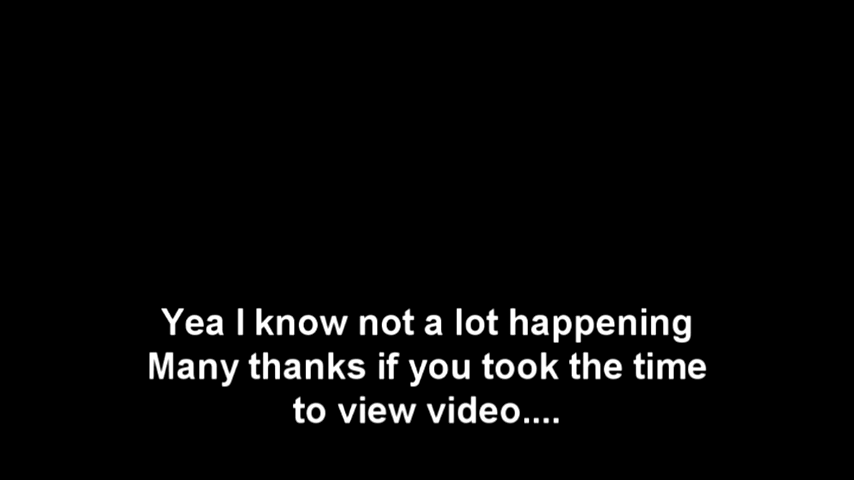 Yea I know not a lot happening
Many thanks if you took the time
to view video....